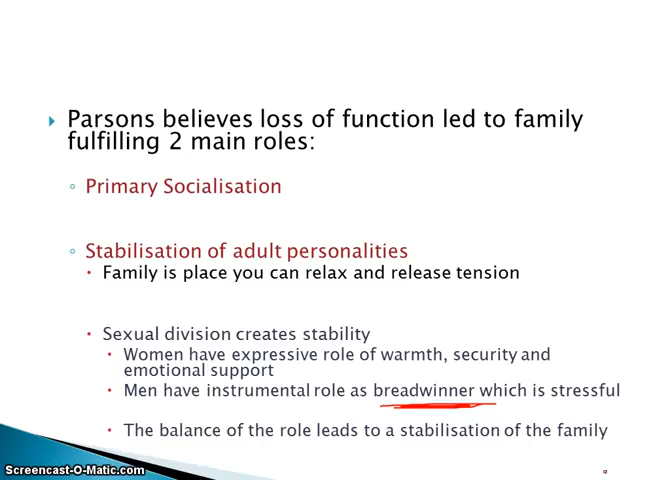 Parsons believes loss of function led to family
fulfilling 2 main roles:
Primary Socialisation
Stabilisation of adult personalities
Family is place you can relax and release tension
Sexual division creates stability
Women have expressive role of warmth, security and
emotional support
Men have instrumental role as breadwinner which is stressful
The balance of the role leads to a stabilisation of the family
Screencast-O-Matic.com